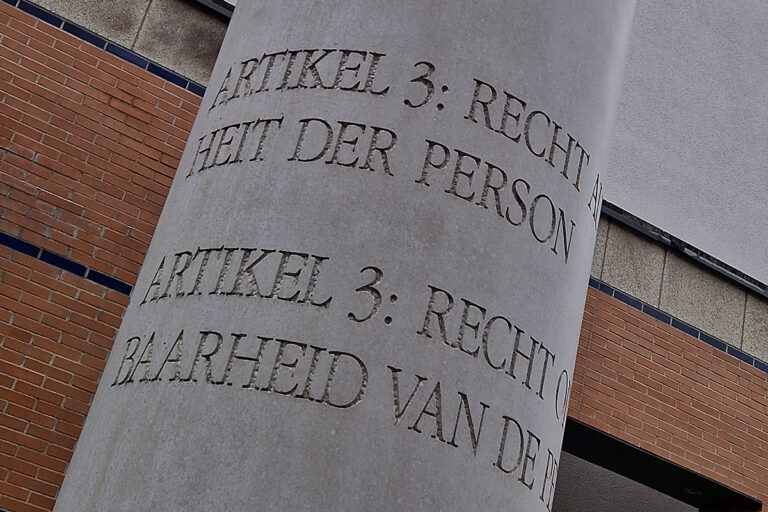 ARTIKEL 3: RECHT
HEIT DER PERSON
ARTIKEL 3: RECHT
BAARHEID VAN DE